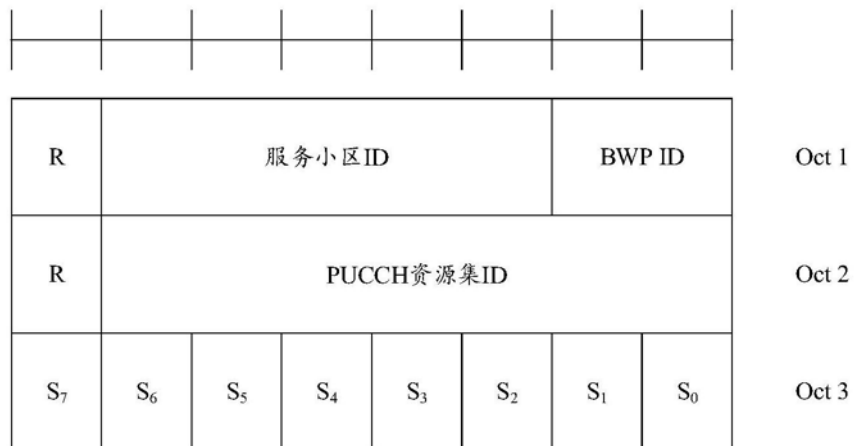 R 服务小区ID BWP ID Oct 1
R PUCCH资源集ID Oct 2
S₇ S₆ S₅ S₄ S₃ S₂ S₁ S₀ Oct 3